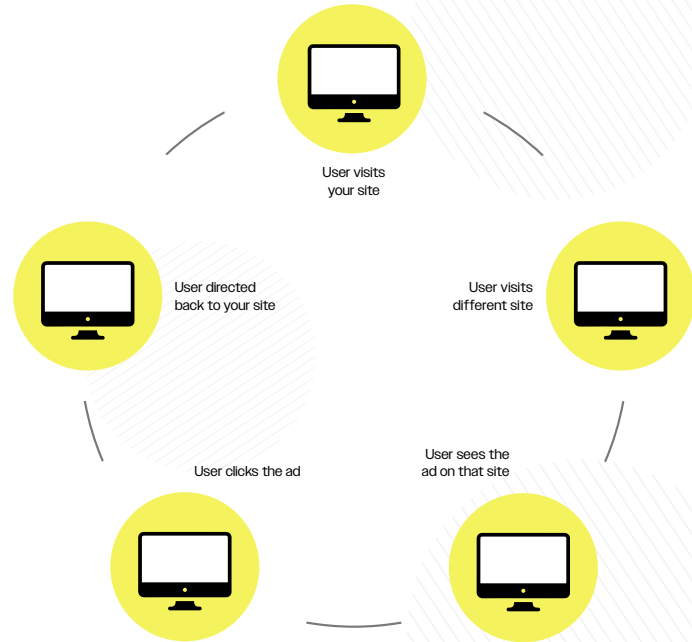 User visits
your site
User visits
different site
User sees the
ad on that site
User clicks the ad
User directed
back to your site